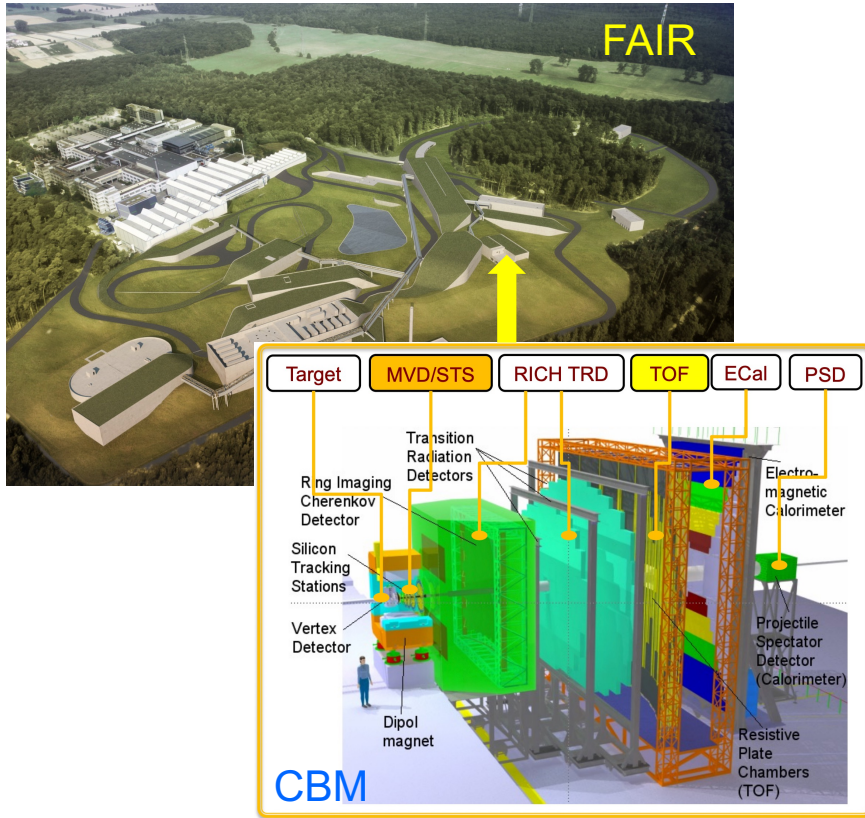 FAIR
Target
MVD/STS
RICH TRD
TOF
ECal
PSD
Transition
Radiation
Detectors
Ring Imaging
Cherenkov
Detector
Silicon
Tracking
Stations
Vertex
Detector
Dipol
magnet
Electro-
magnetic
Calorimeter
Projectile
Spectator
Detector
(Calorimeter)
Resistive
Plate
Chambers
(TOF)
CBM